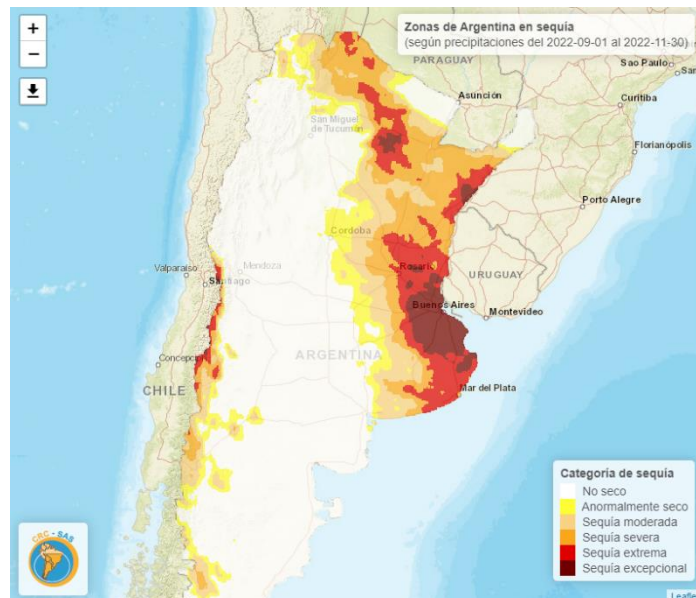 +
−
Zonas de Argentina en sequía
(según precipitaciones del 2022-09-01 al 2022-11-30)
PARAGUAY
Sao Paulo
Asunción
Curitiba
San Miguel
de Tucumán
Florianópolis
Porto Alegre
Cordoba
Rosario
Valparaíso
Mendoza
Santiago
URUGUAY
Buenos Aires
Montevideo
ARGENTINA
Concepción
CHILE
Mar del Plata
Categoría de sequía
No seco
Anormalmente seco
Sequía moderada
Sequía severa
Sequía extrema
Sequía excepcional
CRC - SAS
Leafle